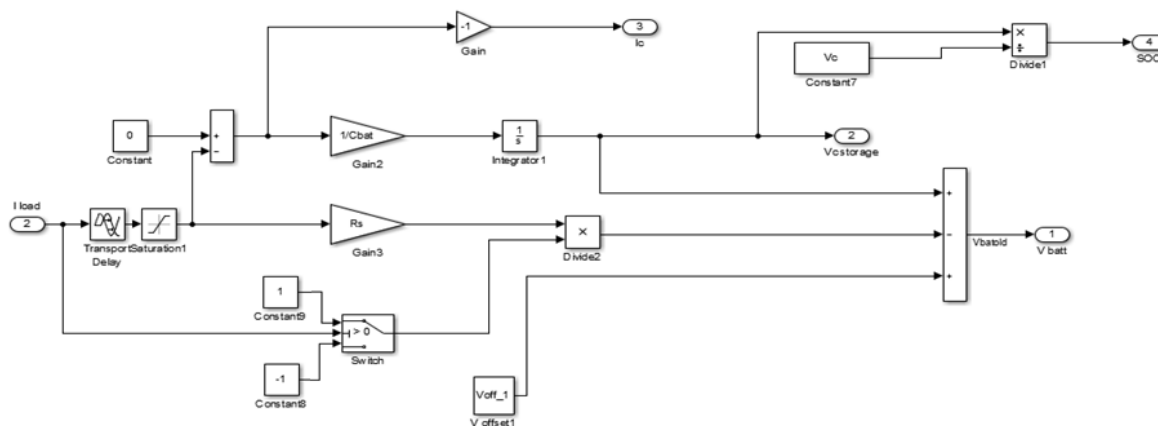 -1
Gain
3
Ic
Vc
Constant7
×
÷
Divide1
4
SOC
0
Constant
+
−
1/Cbat
Gain2
1
s
Integrator1
2
Vcstorage
I load
2
Transport
Delay
Saturation1
Rs
Gain3
×
Divide2
+
−
+
Vbatold
1
V batt
1
Constant9
> 0
Switch
-1
Constant8
Voff_1
V offset1